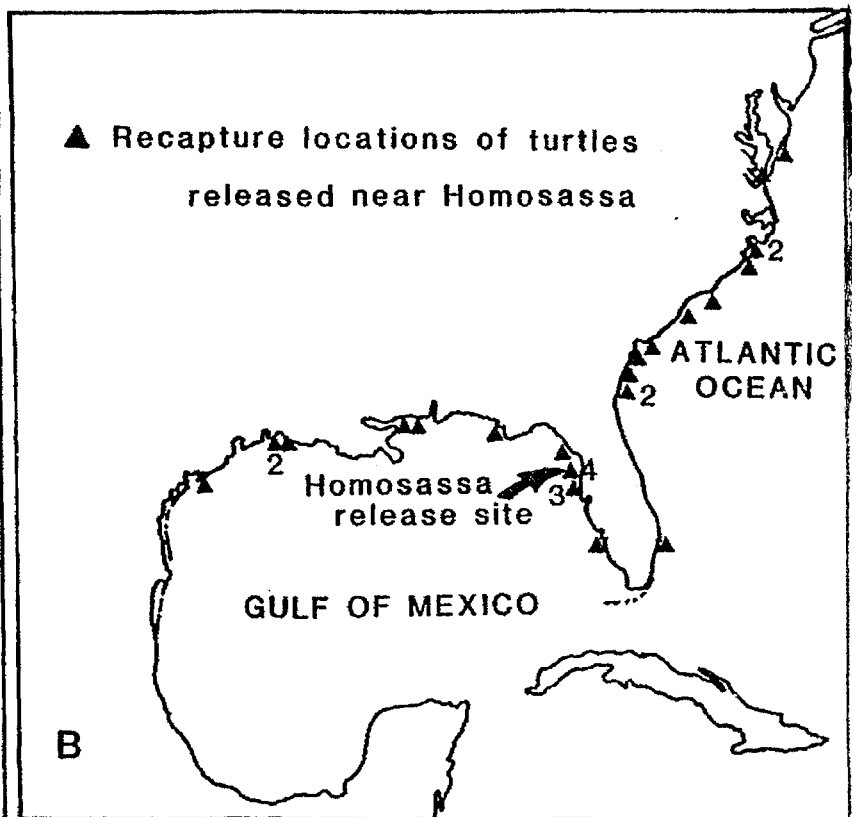 ▲ Recapture locations of turtles
released near Homosassa
2
ATLANTIC
OCEAN
2
2
4
Homosassa
3
release site
GULF OF MEXICO
B